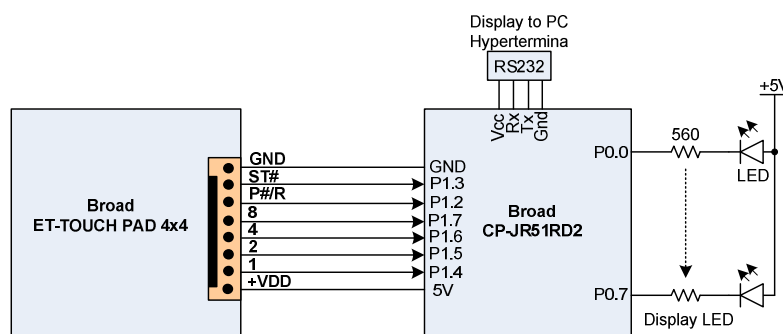 Display to PC
Hypertermina
RS232
Vcc
Rx
Tx
Gnd
+5V
GND
ST#
P#/R
8
4
2
1
+VDD
Broad
ET-TOUCH PAD 4x4
GND
P1.3
P1.2
P1.7
P1.6
P1.5
P1.4
5V
Broad
CP-JR51RD2
P0.0
P0.7
560
LED
Display LED